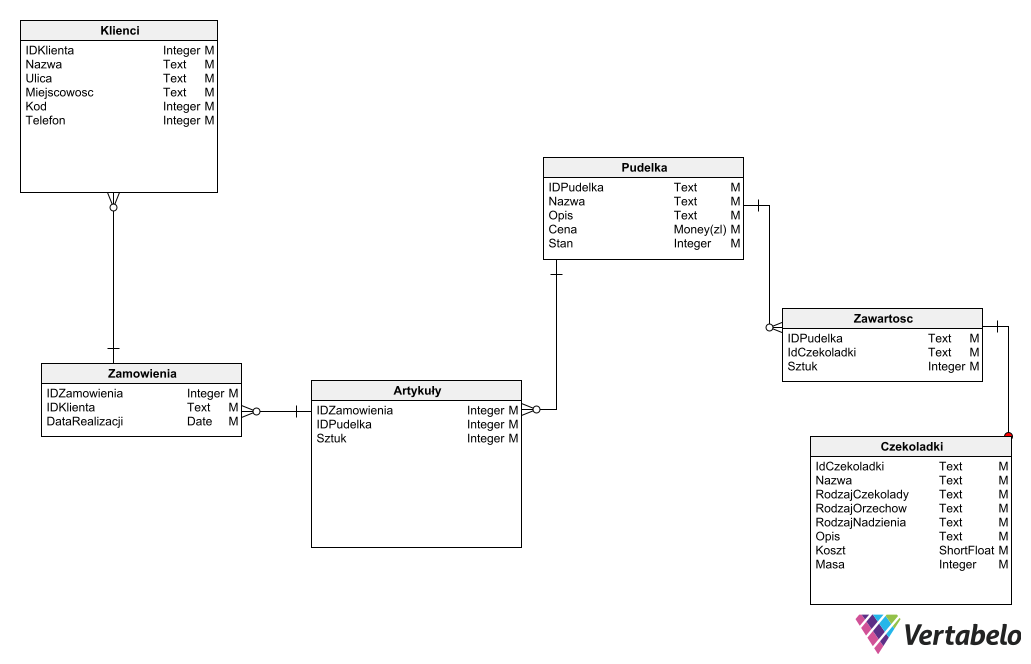 Klienci
IDKlienta Integer M
Nazwa Text M
Ulica Text M
Miejscowosc Text M
Kod Integer M
Telefon Integer M
Pudelka
IDPudelka Text M
Nazwa Text M
Opis Text M
Cena Money(zl) M
Stan Integer M
Zawartosc
IDPudelka Text M
IdCzekoladki Text M
Sztuk Integer M
Zamowienia
IDZamowienia Integer M
IDKlienta Text M
DataRealizacji Date M
Artykuły
IDZamowienia Integer M
IDPudelka Integer M
Sztuk Integer M
Czekoladki
IdCzekoladki Text M
Nazwa Text M
RodzajCzekolady Text M
RodzajOrzechow Text M
RodzajNadzienia Text M
Opis Text M
Koszt ShortFloat M
Masa Integer M
Vertabelo